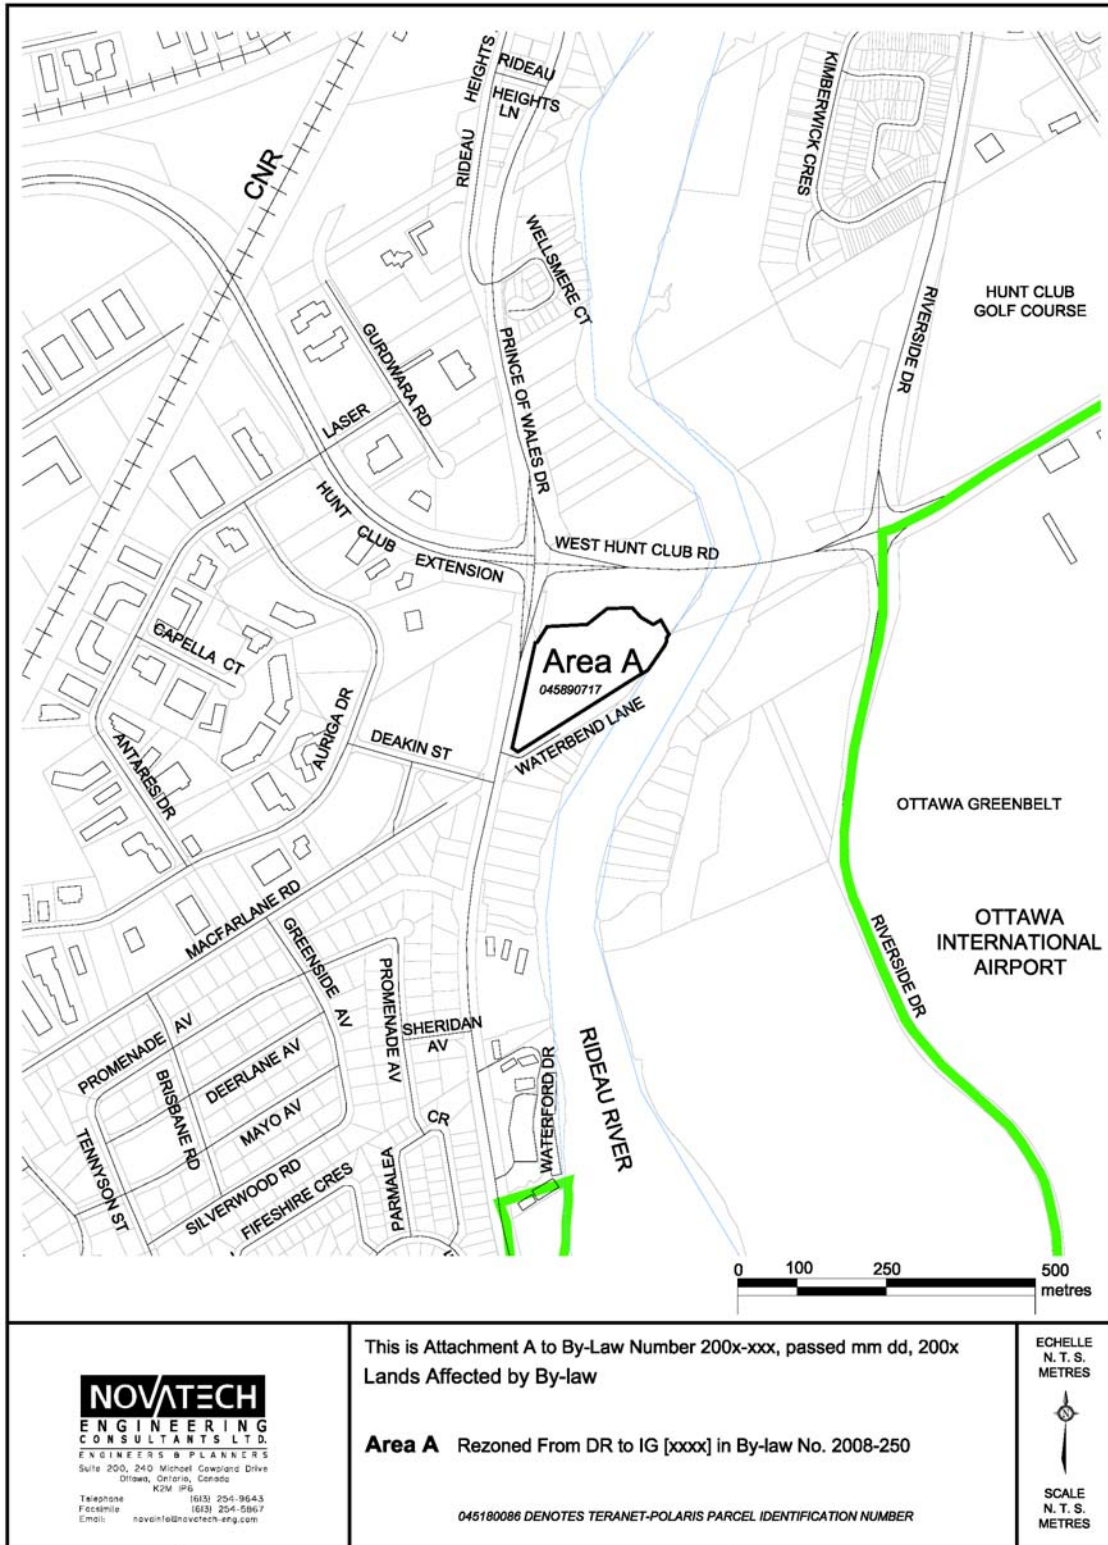 RIDEAU
HEIGHTS
RIDEAU
HEIGHTS
LN
KIMBERWICK CRES
CNR
WELLSMERE CT
HUNT CLUB
GOLF COURSE
RIVERSIDE DR
GURDWARA RD
PRINCE OF WALES DR
LASER
HUNT CLUB EXTENSION
WEST HUNT CLUB RD
Area A
045890717
CAPELLA CT
AURIGA DR
DEAKIN ST
WATERBEND LANE
ANTARES DR
OTTAWA GREENBELT
MACFARLANE RD
GREENSIDE AV
OTTAWA
INTERNATIONAL
AIRPORT
RIVERSIDE DR
PROMENADE AV
SHERIDAN
AV
PROMENADE AV
DEERLANE AV
BRISBANE RD
MAYO AV
WATERFORD DR
RIDEAU RIVER
CR
PARMALEA
TENNYSON ST
SILVERWOOD RD
FIFESHIRE CRES
0 100 250 500
metres
NOVATECH
ENGINEERING
CONSULTANTS LTD.
ENGINEERS & PLANNERS
Suite 200, 240 Michael Cowpland Drive
Ottawa, Ontario, Canada
K2M 1P6
Telephone (613) 254-9643
Facsimile (613) 254-5867
Email: novainfo@novatech-eng.com
This is Attachment A to By-Law Number 200x-xxx, passed mm dd, 200x
Lands Affected by By-law
Area A Rezoned From DR to IG [xxxx] in By-law No. 2008-250
045180086 DENOTES TERANET-POLARIS PARCEL IDENTIFICATION NUMBER
ECHELLE
N. T. S.
METRES
N
SCALE
N. T. S.
METRES